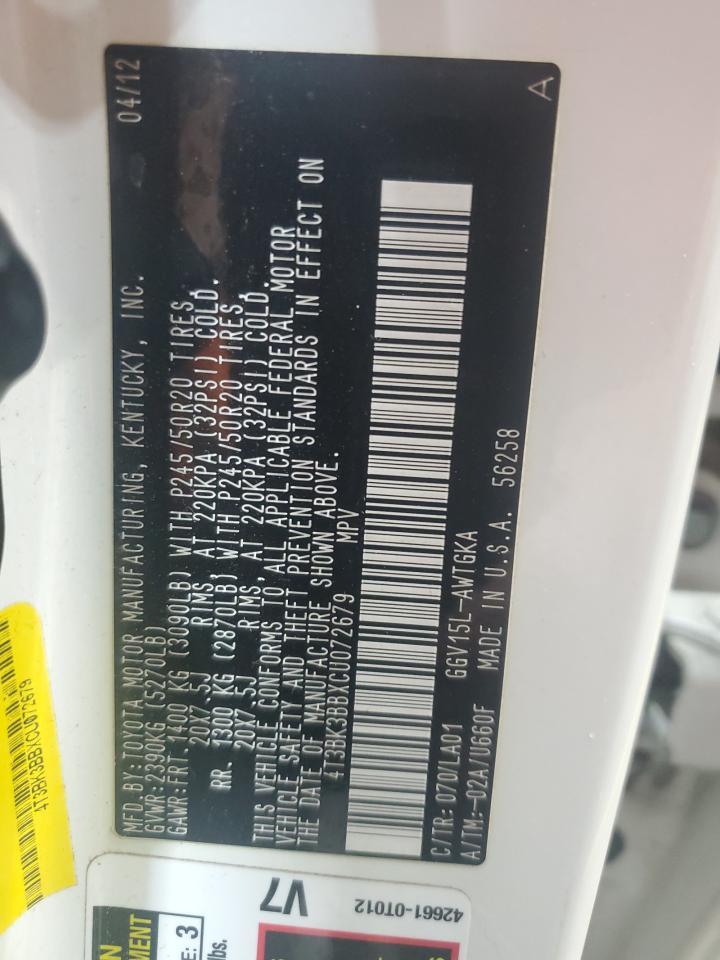 MFD.BY:TOYOTA MOTOR MANUFACTURING, KENTUCKY, INC. 04/12
GVWR:2390KG (5270LB)
GAWR:FRT.1400 KG (3090LB) WITH P245/50R20 TIRES,
20X7.5J RIMS,AT 220KPA (32PSI) COLD.
RR. 1300 KG (2870LB) WITH P245/50R20 TIRES,
20X7.5J RIMS,AT 220KPA (32PSI) COLD.
THIS VEHICLE CONFORMS TO ALL APPLICABLE FEDERAL MOTOR
VEHICLE SAFETY AND THEFT PREVENTION STANDARDS IN EFFECT ON
THE DATE OF MANUFACTURE SHOWN ABOVE.
4T3BK3BBXCU072679 MPV
C/TR: 070/LA01 GGV15L-AWTGKA
A/TM:-02A/U660F MADE IN U.S.A. 56258
A
4T3BK3BBXCU072679
V7
42661-0T012
MENT
E: 3
lbs.